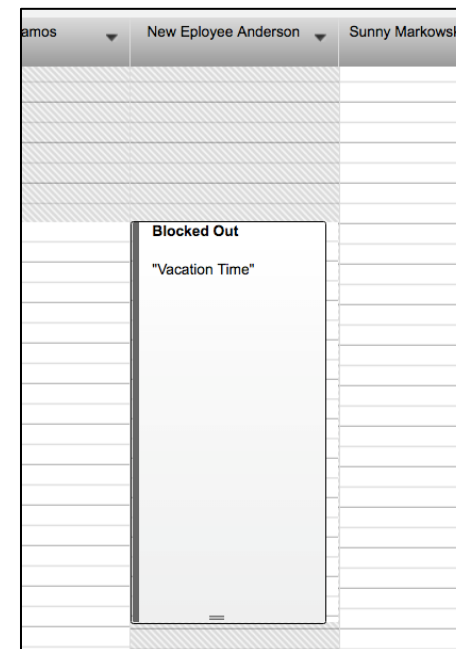 amos
New Eployee Anderson
Sunny Markowsk
Blocked Out
"Vacation Time"